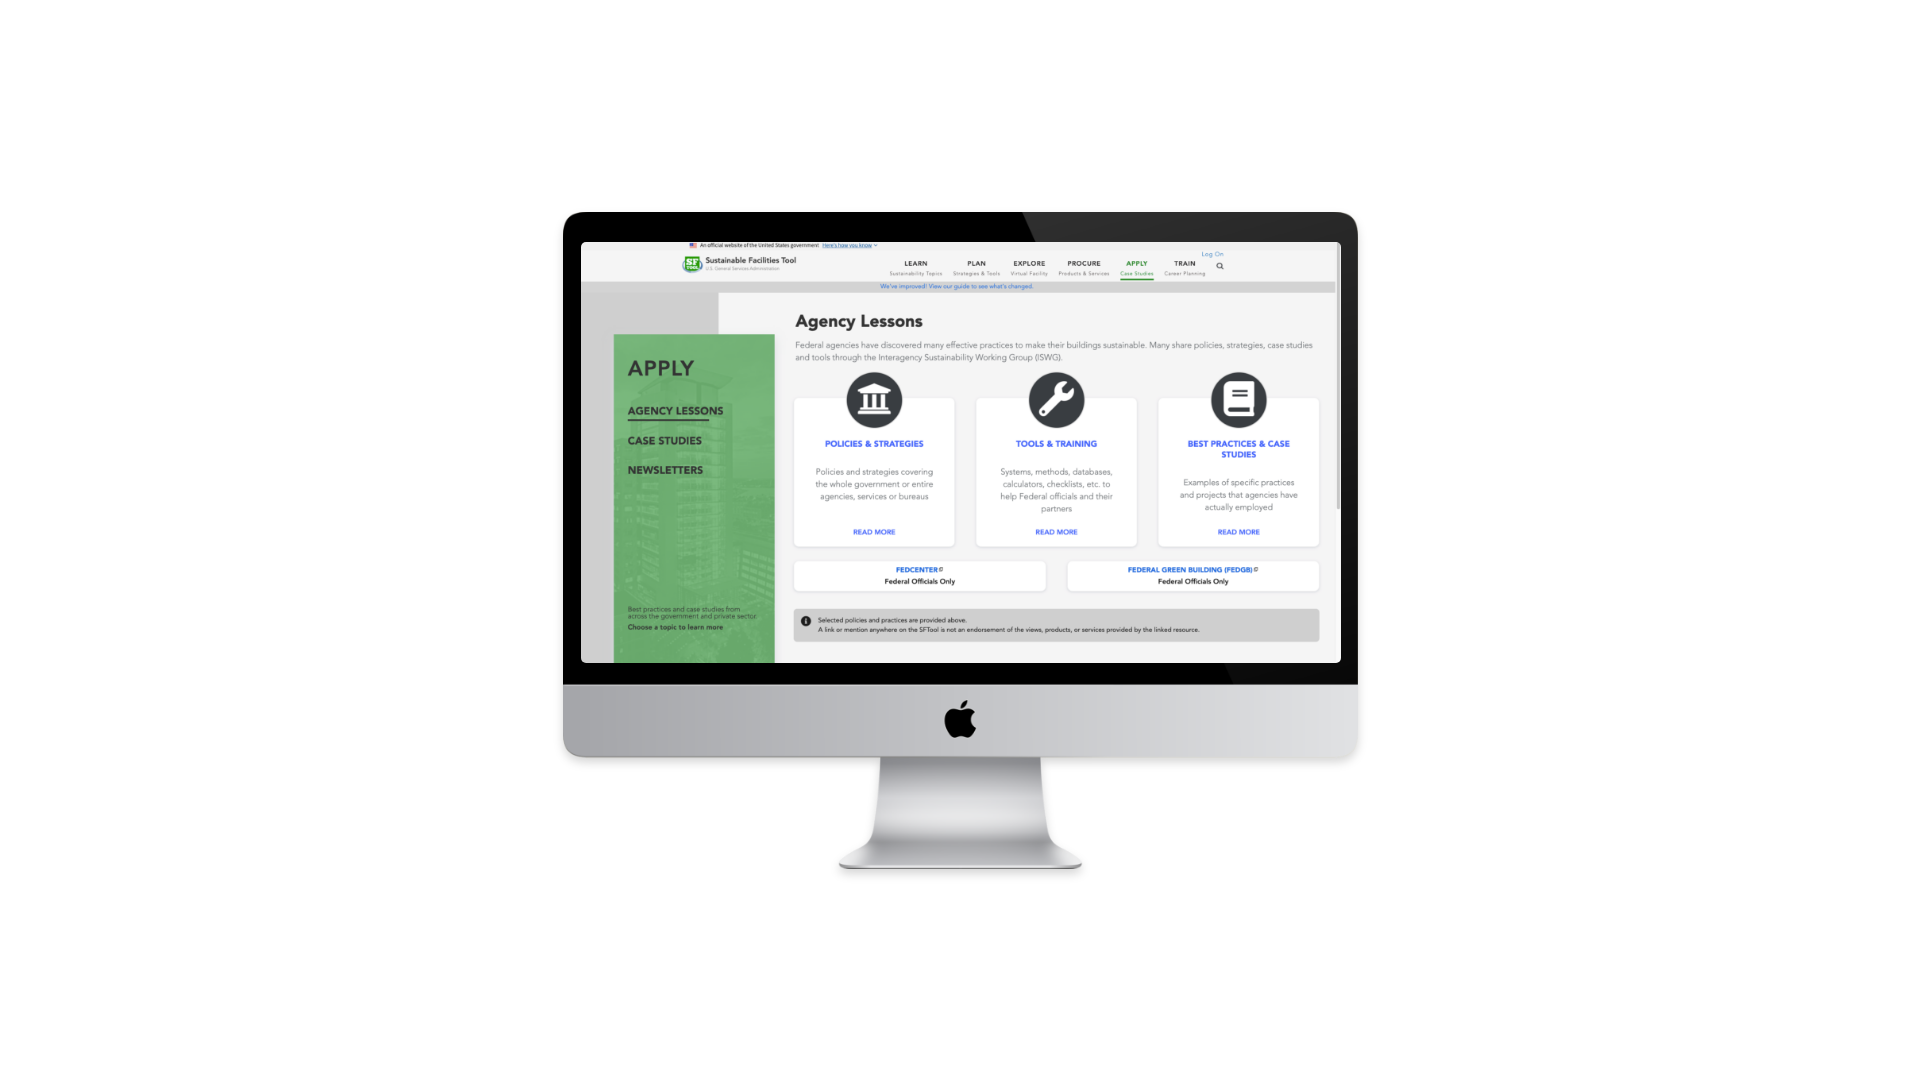 An official website of the United States government Here's how you know
SF
TOOL
Sustainable Facilities Tool
U.S. General Services Administration
Log On
LEARN
Sustainability Topics
PLAN
Strategies & Tools
EXPLORE
Virtual Facility
PROCURE
Products & Services
APPLY
Case Studies
TRAIN
Career Planning
We've improved! View our guide to see what's changed.
APPLY
AGENCY LESSONS
CASE STUDIES
NEWSLETTERS
Best practices and case studies from
across the government and private sector.
Choose a topic to learn more
Agency Lessons
Federal agencies have discovered many effective practices to make their buildings sustainable. Many share policies, strategies, case studies
and tools through the Interagency Sustainability Working Group (ISWG).
POLICIES & STRATEGIES
Policies and strategies covering
the whole government or entire
agencies, services or bureaus
READ MORE
TOOLS & TRAINING
Systems, methods, databases,
calculators, checklists, etc. to
help Federal officials and their
partners
READ MORE
BEST PRACTICES & CASE
STUDIES
Examples of specific practices
and projects that agencies have
actually employed
READ MORE
FEDCENTER
Federal Officials Only
FEDERAL GREEN BUILDING (FEDGB)
Federal Officials Only
Selected policies and practices are provided above.
A link or mention anywhere on the SFTool is not an endorsement of the views, products, or services provided by the linked resource.